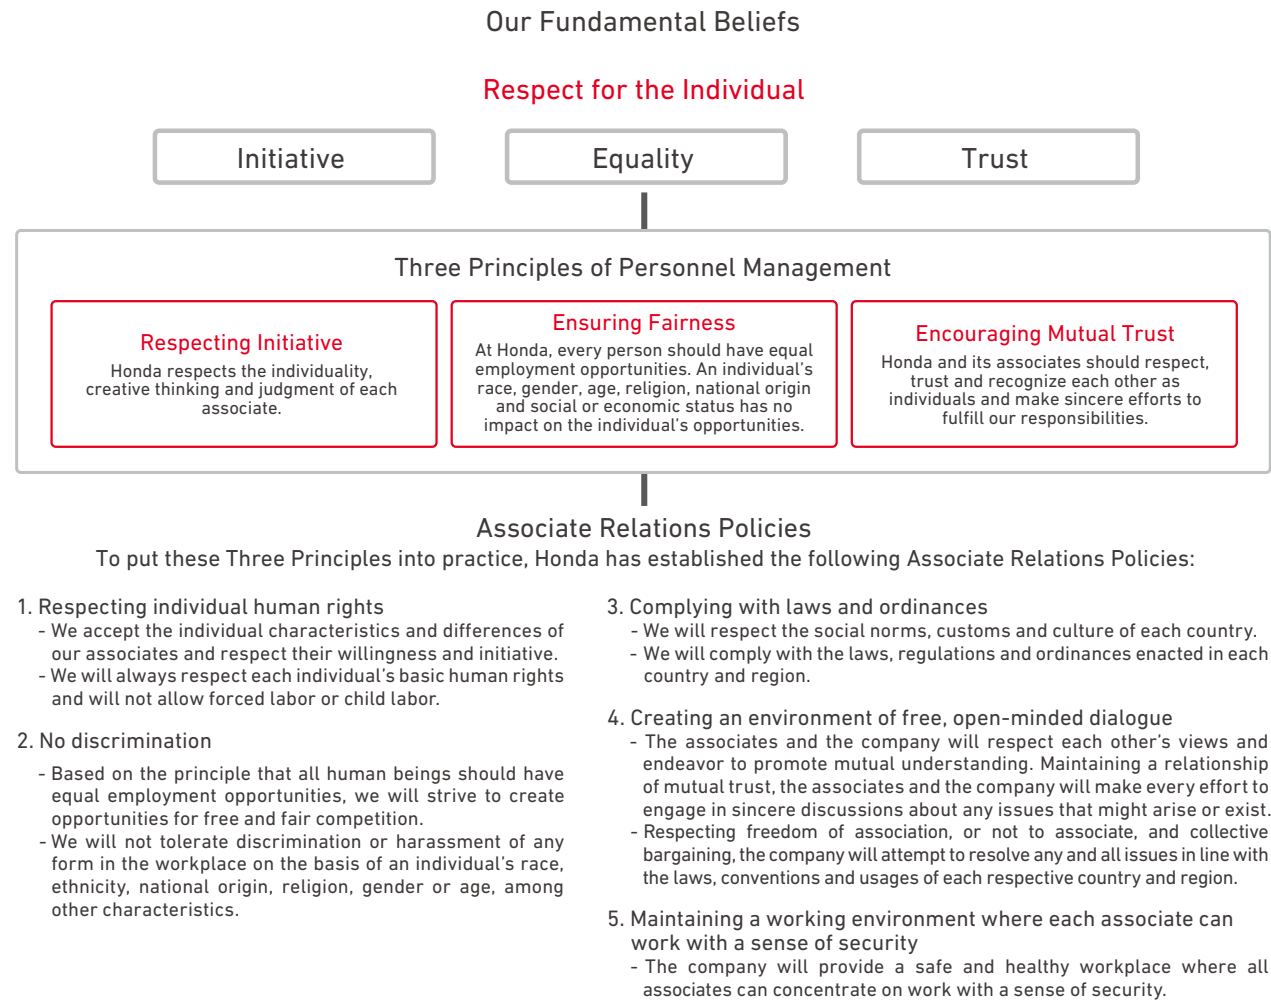 Our Fundamental Beliefs
Respect for the Individual
Initiative
Equality
Trust
Three Principles of Personnel Management
Respecting Initiative
Honda respects the individuality,
creative thinking and judgment of each
associate.
Ensuring Fairness
At Honda, every person should have equal
employment opportunities. An individual's
race, gender, age, religion, national origin
and social or economic status has no
impact on the individual's opportunities.
Encouraging Mutual Trust
Honda and its associates should respect,
trust and recognize each other as
individuals and make sincere efforts to
fulfill our responsibilities.
Associate Relations Policies
To put these Three Principles into practice, Honda has established the following Associate Relations Policies:
1. Respecting individual human rights
- We accept the individual characteristics and differences of
our associates and respect their willingness and initiative.
- We will always respect each individual's basic human rights
and will not allow forced labor or child labor.
2. No discrimination
- Based on the principle that all human beings should have
equal employment opportunities, we will strive to create
opportunities for free and fair competition.
- We will not tolerate discrimination or harassment of any
form in the workplace on the basis of an individual's race,
ethnicity, national origin, religion, gender or age, among
other characteristics.
3. Complying with laws and ordinances
- We will respect the social norms, customs and culture of each country.
- We will comply with the laws, regulations and ordinances enacted in each
country and region.
4. Creating an environment of free, open-minded dialogue
- The associates and the company will respect each other's views and
endeavor to promote mutual understanding. Maintaining a relationship
of mutual trust, the associates and the company will make every effort to
engage in sincere discussions about any issues that might arise or exist.
- Respecting freedom of association, or not to associate, and collective
bargaining, the company will attempt to resolve any and all issues in line with
the laws, conventions and usages of each respective country and region.
5. Maintaining a working environment where each associate can
work with a sense of security
- The company will provide a safe and healthy workplace where all
associates can concentrate on work with a sense of security.